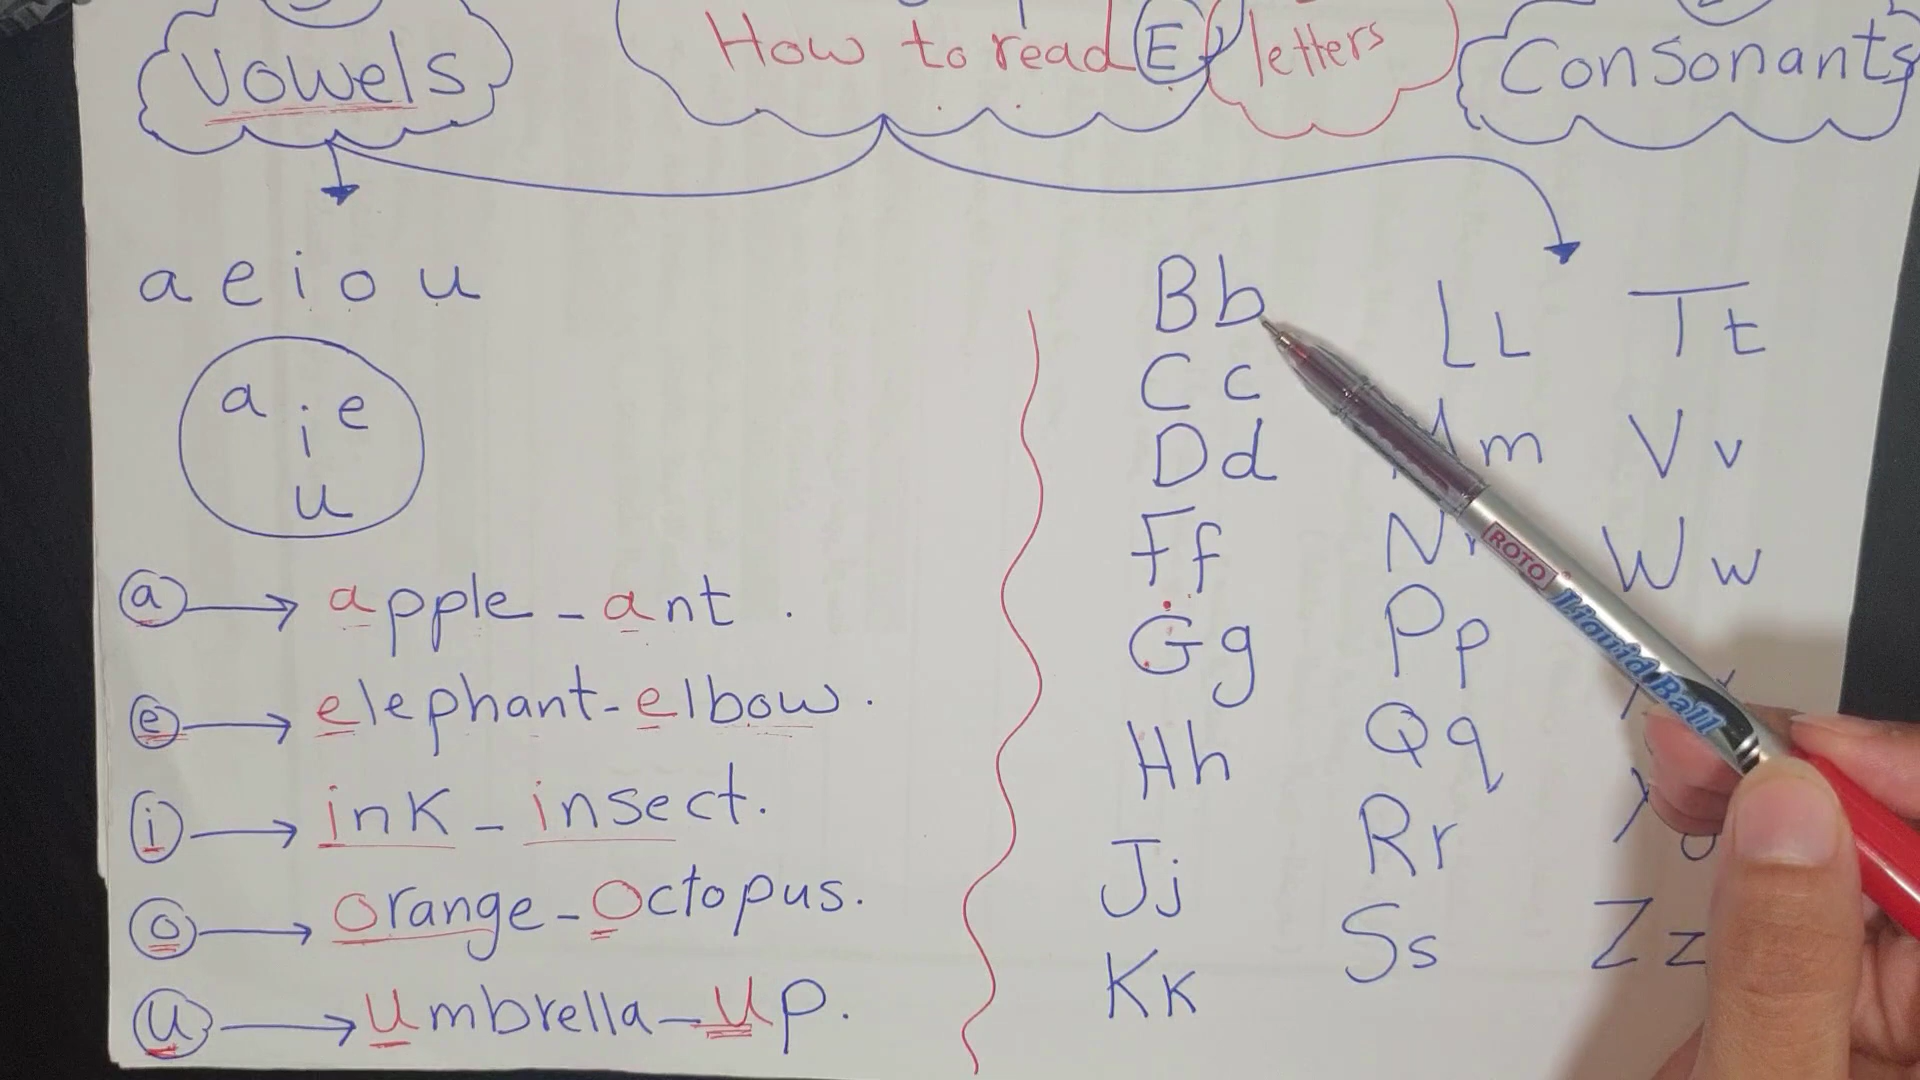 Vowels
How to read E letters
Consonants
a e i o u
a i e
u
a → apple - ant .
e → elephant - elbow .
i → ink - insect.
o → orange - octopus.
u → umbrella - up.
Bb
Cc
Dd
Ff
Gg
Hh
Jj
Kk
LL
m
N
Pp
Qq
Rr
Ss
Tt
Vv
Ww
Zz
ROTO Liquid Ball